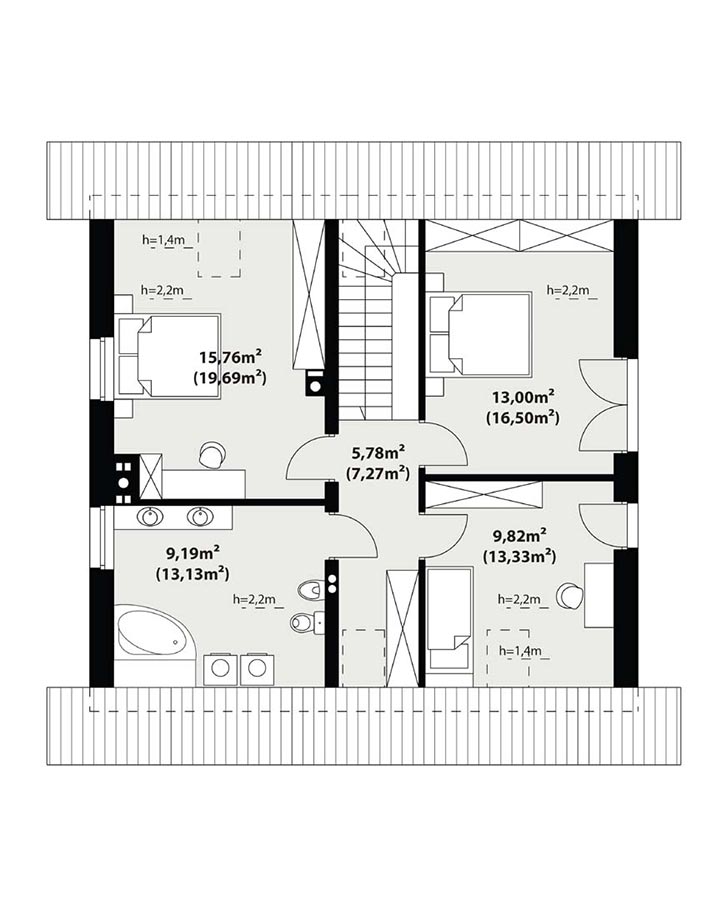 h=1,4m
h=2,2m
15,76m²
(19,69m²)
h=2,2m
13,00m²
(16,50m²)
5,78m²
(7,27m²)
9,19m²
(13,13m²)
h=2,2m
9,82m²
(13,33m²)
h=2,2m
h=1,4m